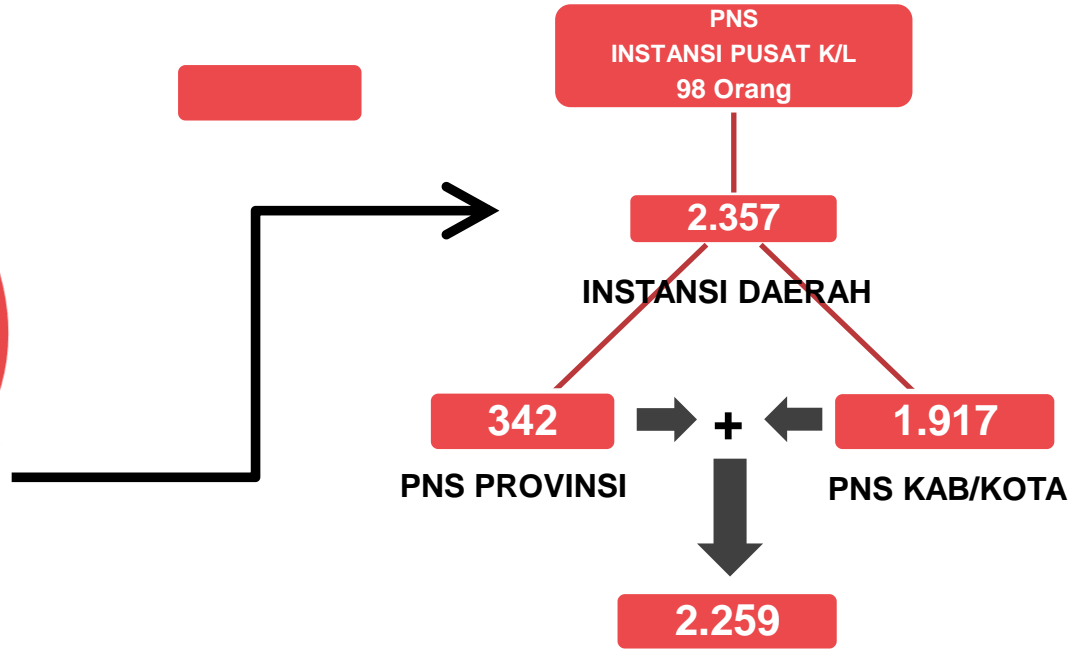 PNS
INSTANSI PUSAT K/L
98 Orang
2.357
INSTANSI DAERAH
342
+
1.917
PNS PROVINSI
PNS KAB/KOTA
2.259